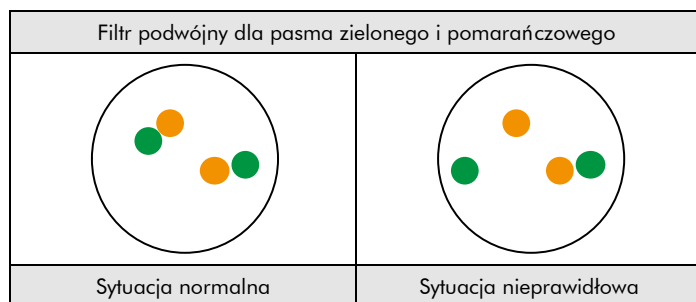 Filtr podwójny dla pasma zielonego i pomarańczowego
Sytuacja normalna
Sytuacja nieprawidłowa